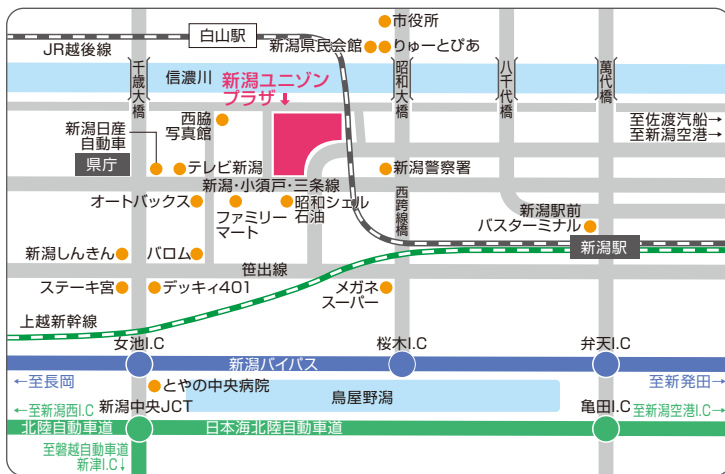 市役所
白山駅
新潟県民会館
りゅーとぴあ
JR越後線
千歳大橋
信濃川
新潟ユニゾン
プラザ↓
昭和大橋
八千代橋
萬代橋
西脇
写真館
新潟日産
自動車
至佐渡汽船→
至新潟空港→
県庁
テレビ新潟
新潟警察署
新潟・小須戸・三条線
オートバックス
ファミリー
マート
昭和シェル
石油
西跨線橋
新潟駅前
バスターミナル
新潟駅
新潟しんきん
バロム
笹出線
ステーキ宮
デッキィ401
メガネ
スーパー
上越新幹線
女池I.C
桜木I.C
弁天I.C
新潟バイパス
←至長岡
至新発田→
とやの中央病院
鳥屋野潟
←至新潟西I.C
新潟中央JCT
亀田I.C
至新潟空港I.C→
北陸自動車道
日本海北陸自動車道
至磐越自動車道
新津I.C↓